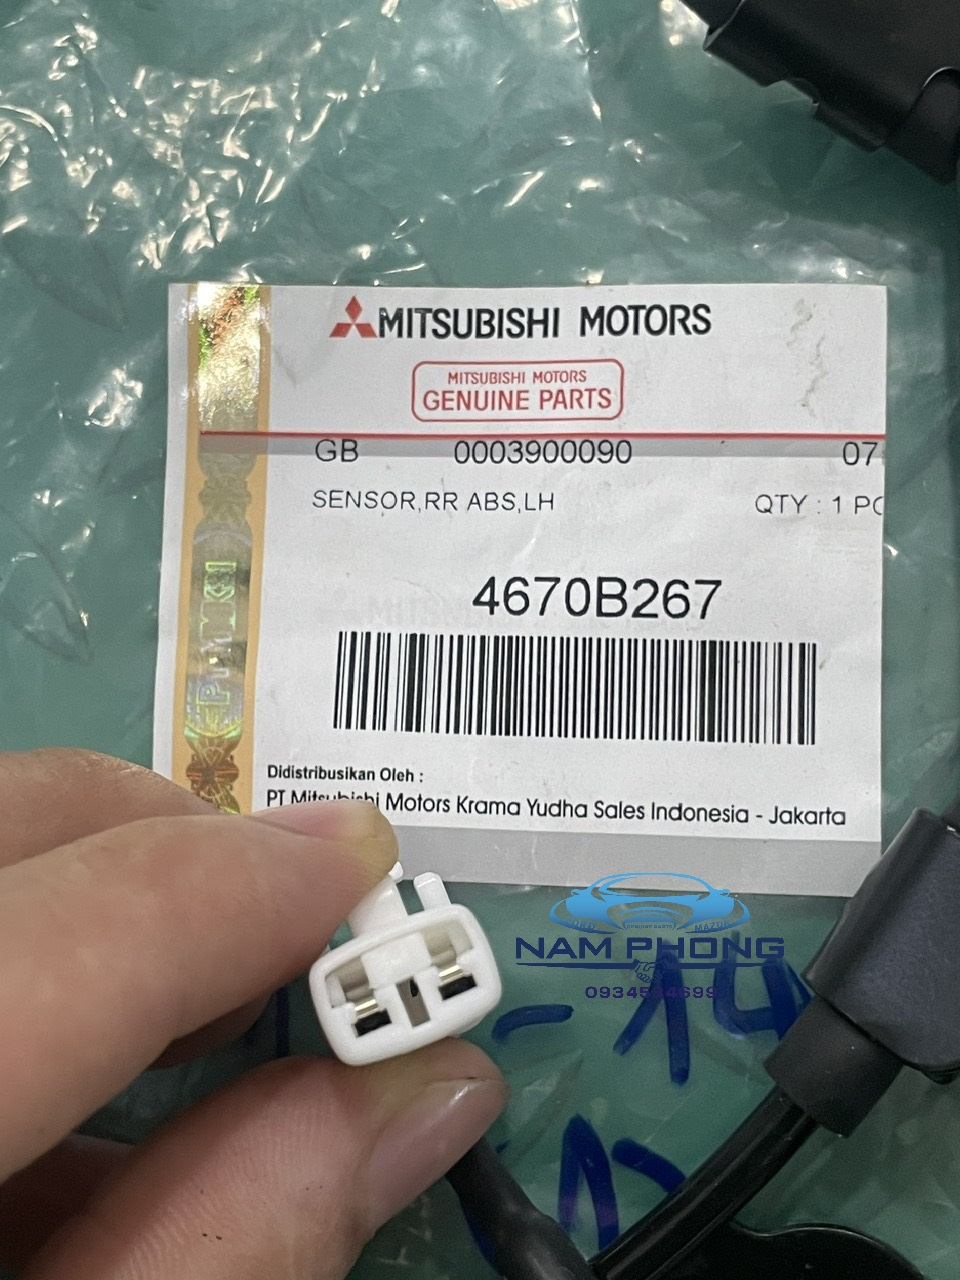 MITSUBISHI MOTORS
MITSUBISHI MOTORS
GENUINE PARTS
GB 0003900090 07
SENSOR,RR ABS,LH QTY : 1 PC
4670B267
Didistribusikan Oleh :
PT Mitsubishi Motors Krama Yudha Sales Indonesia - Jakarta
NAM PHONG